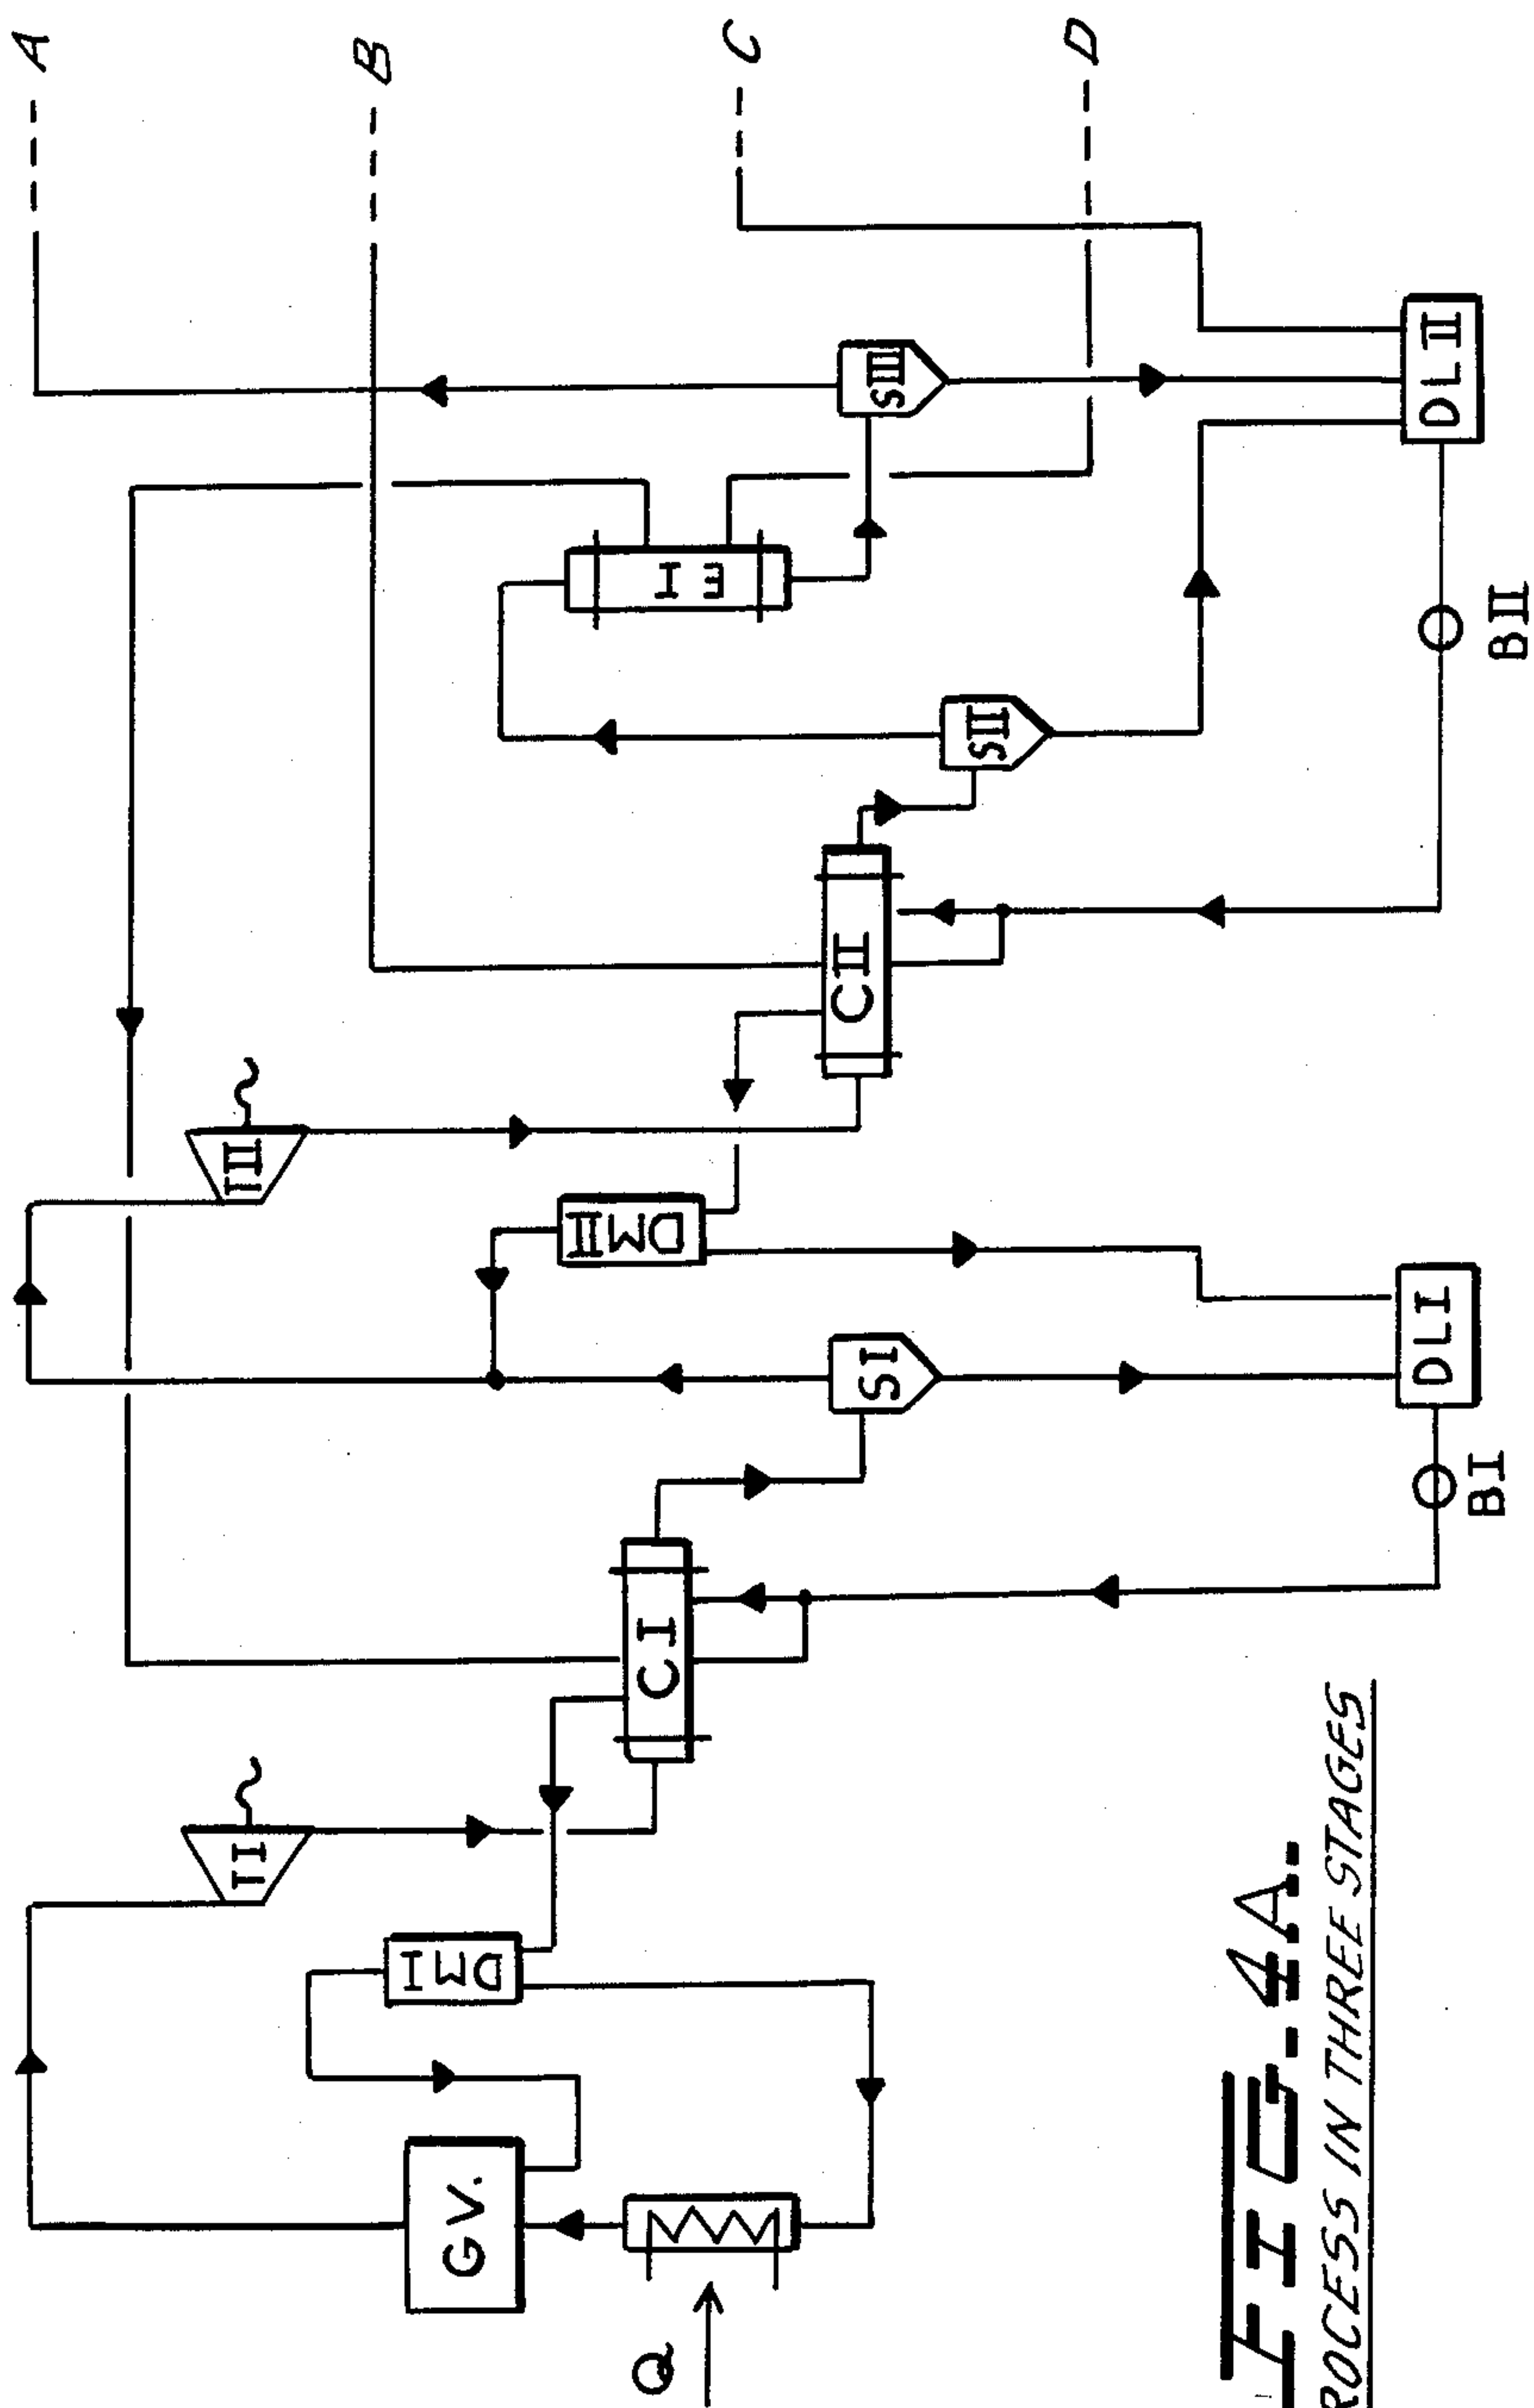 A
B
C
D
TI
TII
G V.
DMI
DMII
CI
CII
EI
SI
SII
SIII
Q
DLI
DLII
BI
BII
FIG-4A.
ROCESS IN THREE STAGES